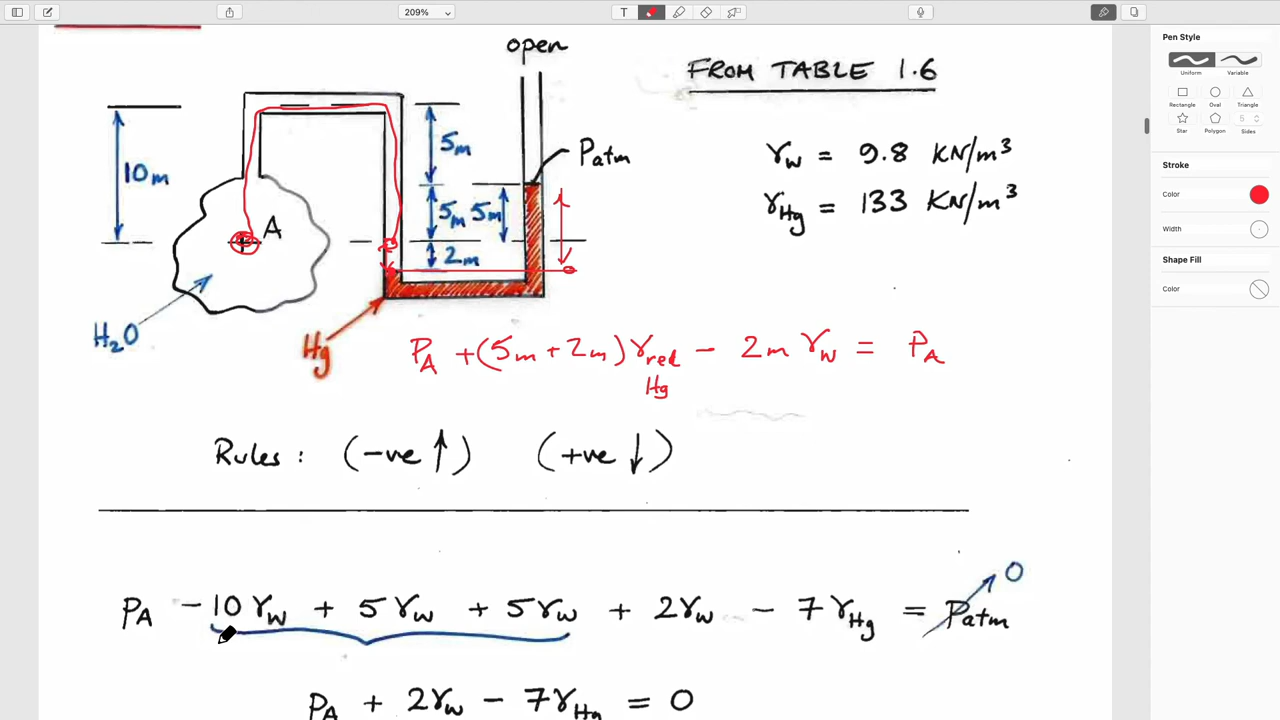 209%
T
open
FROM TABLE 1.6
10m
5m
Patm
γw = 9.8 KN/m³
γHg = 133 KN/m³
A
5m 5m
2m
H2O
Hg
PA + (5m + 2m) γred - 2m γw = PA
Hg
Rules : (-ve ↑) (+ve ↓)
0
PA - 10 γw + 5 γw + 5 γw + 2 γw - 7 γHg = Patm
PA + 2γw - 7γHg = 0
Pen Style
Uniform Variable
Rectangle Oval Triangle
5
Star Polygon Sides
Stroke
Color
Width
Shape Fill
Color